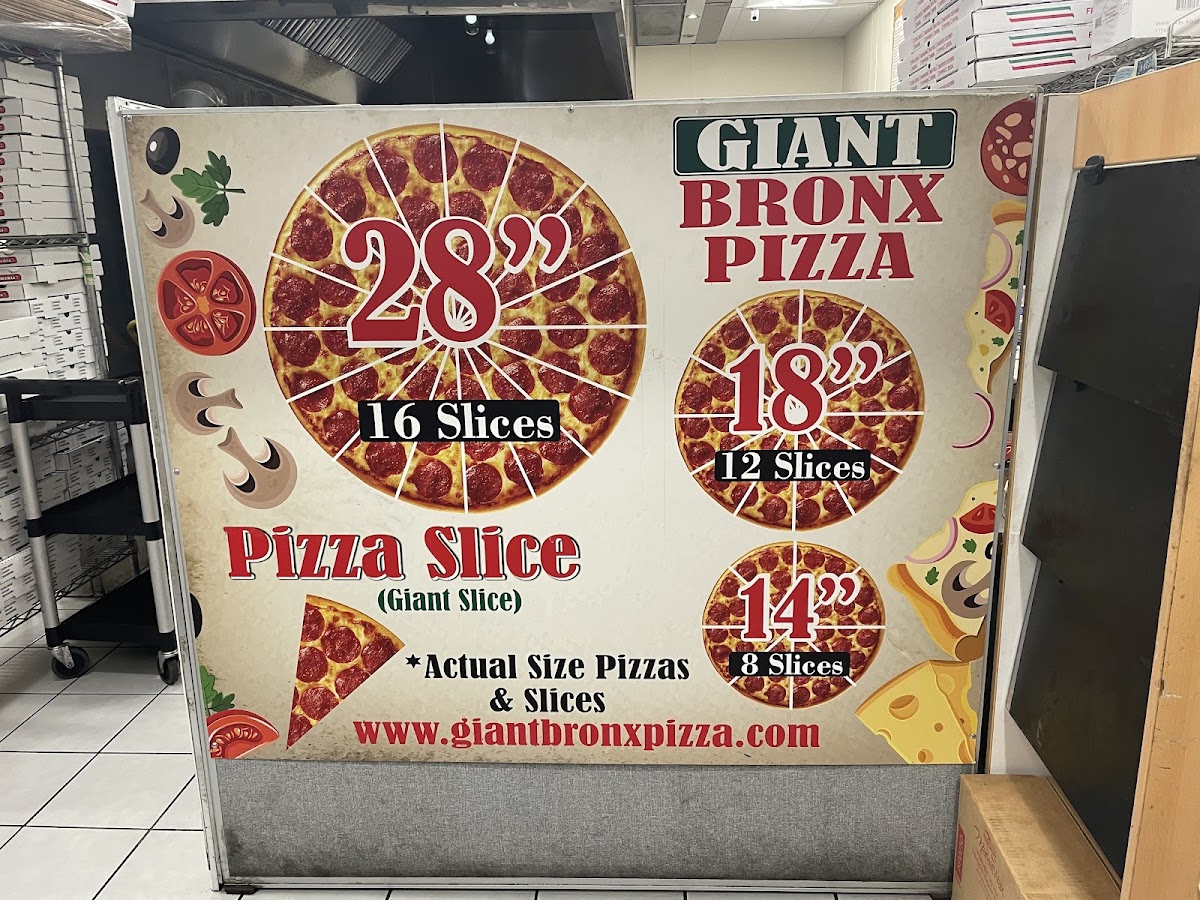 GIANT
BRONX
PIZZA
28”
16 Slices
18”
12 Slices
14”
8 Slices
Pizza Slice
(Giant Slice)
*Actual Size Pizzas
& Slices
www.giantbronxpizza.com